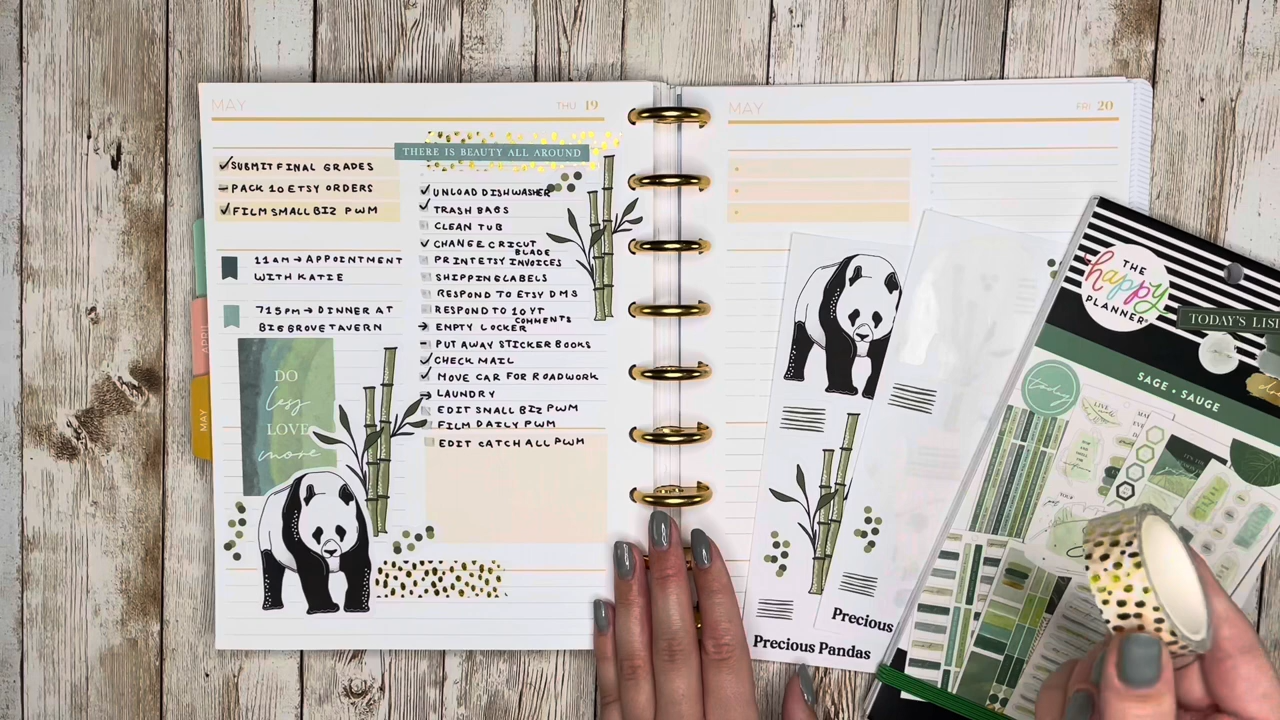 MAY
THU 19
THERE IS BEAUTY ALL AROUND
SUBMIT FINAL GRADES
PACK 10 ETSY ORDERS
FILM SMALL BIZ PWM
11AM → APPOINTMENT
WITH KATIE
715PM → DINNER AT
BIG GROVE TAVERN
DO
less
LOVE
more
UNLOAD DISHWASHER
TRASH BAGS
CLEAN TUB
CHANGE CRICUT
BLADE
PRINT ETSY INVOICES
SHIPPING LABELS
RESPOND TO ETSY DMS
RESPOND TO 10 YT
COMMENTS
EMPTY LOCKER
PUT AWAY STICKER BOOKS
CHECK MAIL
MOVE CAR FOR ROADWORK
LAUNDRY
EDIT SMALL BIZ PWM
FILM DAILY PWM
EDIT CATCH ALL PWM
APRIL
MAY
MAY
FRI 20
Precious Pandas
Precious
THE
happy
PLANNER
TODAY'S LIST
SAGE • SAUGE
today
LIVE